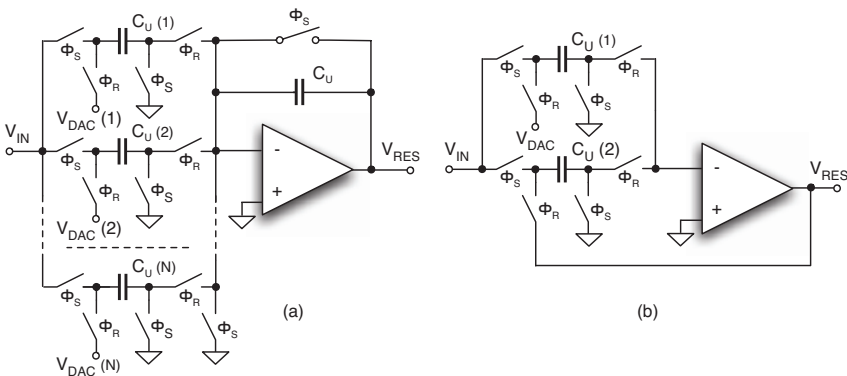 Φ_S
C_U (1)
Φ_R
Φ_S
Φ_R
Φ_S
C_U
V_DAC (1)
V_IN
C_U (2)
Φ_S
Φ_R
Φ_R
Φ_S
V_DAC (2)
-
+
V_RES
C_U (N)
Φ_S
Φ_R
Φ_R
Φ_S
Φ_S
V_DAC (N)
(a)
C_U (1)
Φ_S
Φ_R
Φ_R
Φ_S
V_DAC
V_IN
C_U (2)
Φ_S
Φ_R
Φ_R
Φ_S
-
+
V_RES
(b)